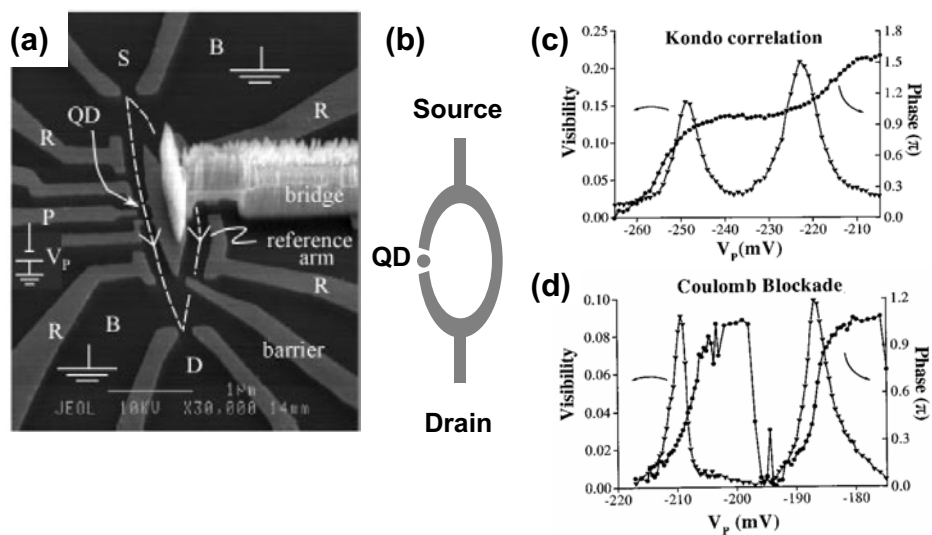 (a)
S
B
R
QD
R
bridge
P
V_P
reference
arm
R
R
B
D
barrier
1μm
JEOL 10KV X30,000 14mm
(b)
Source
QD
Drain
(c)
Kondo correlation
Visibility
0.25
0.20
0.15
0.10
0.05
0.00
Phase (π)
1.8
1.5
1.2
0.9
0.6
0.3
0.0
-260 -250 -240 -230 -220 -210
V_P (mV)
(d)
Coulomb Blockade
Visibility
0.10
0.08
0.06
0.04
0.02
0.00
Phase (π)
1.2
0.9
0.6
0.3
0.0
-220 -210 -200 -190 -180
V_P (mV)